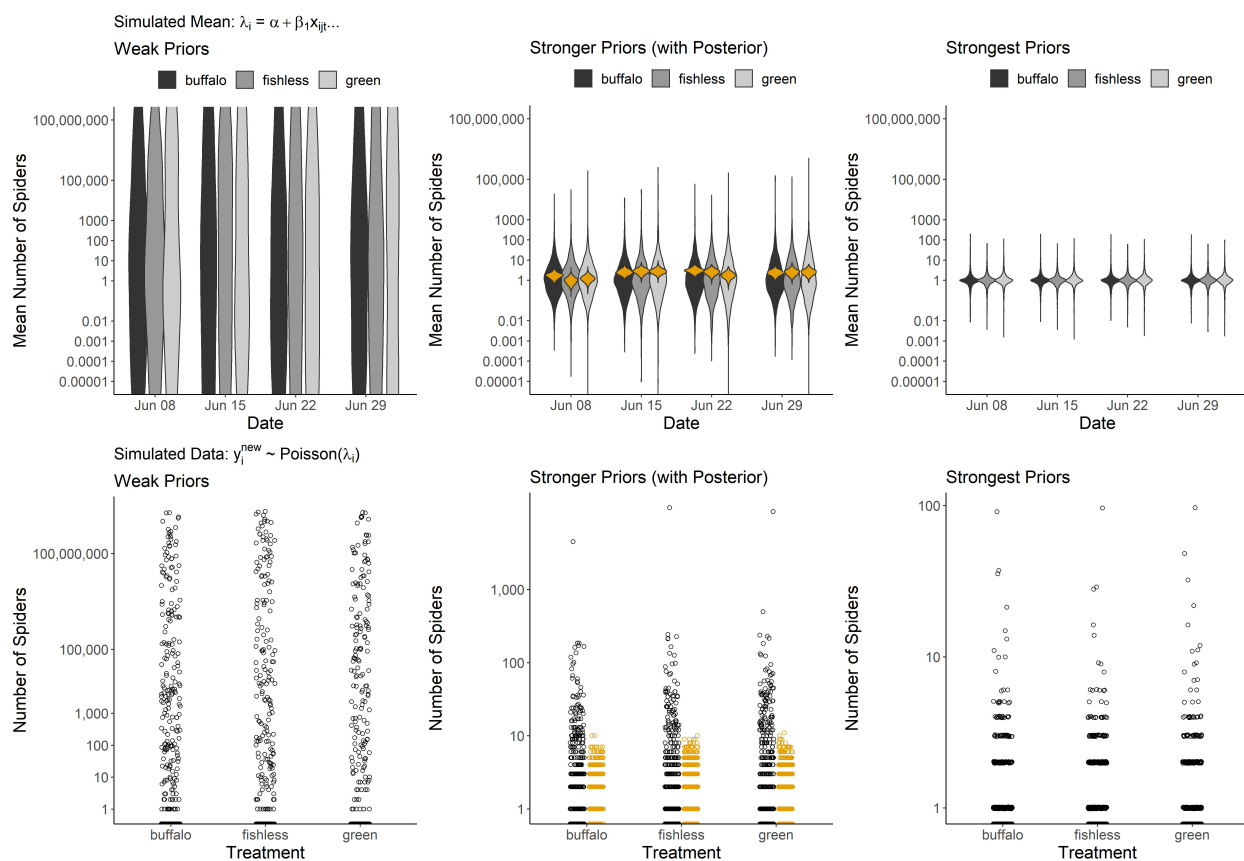 Simulated Mean: λi = α + β1xijt...
Weak Priors
buffalo fishless green
Mean Number of Spiders
100,000,000
100,000
1000
100
10
1
0.01
0.001
0.0001
0.00001
Jun 08 Jun 15 Jun 22 Jun 29
Date
Stronger Priors (with Posterior)
buffalo fishless green
Mean Number of Spiders
100,000,000
100,000
1000
100
10
1
0.01
0.001
0.0001
0.00001
Jun 08 Jun 15 Jun 22 Jun 29
Date
Strongest Priors
buffalo fishless green
Mean Number of Spiders
100,000,000
100,000
1000
100
10
1
0.01
0.001
0.0001
0.00001
Jun 08 Jun 15 Jun 22 Jun 29
Date
Simulated Data: yi^new ~ Poisson(λi)
Weak Priors
Number of Spiders
100,000,000
100,000
1,000
100
10
1
buffalo fishless green
Treatment
Stronger Priors (with Posterior)
Number of Spiders
1,000
100
10
1
buffalo fishless green
Treatment
Strongest Priors
Number of Spiders
100
10
1
buffalo fishless green
Treatment